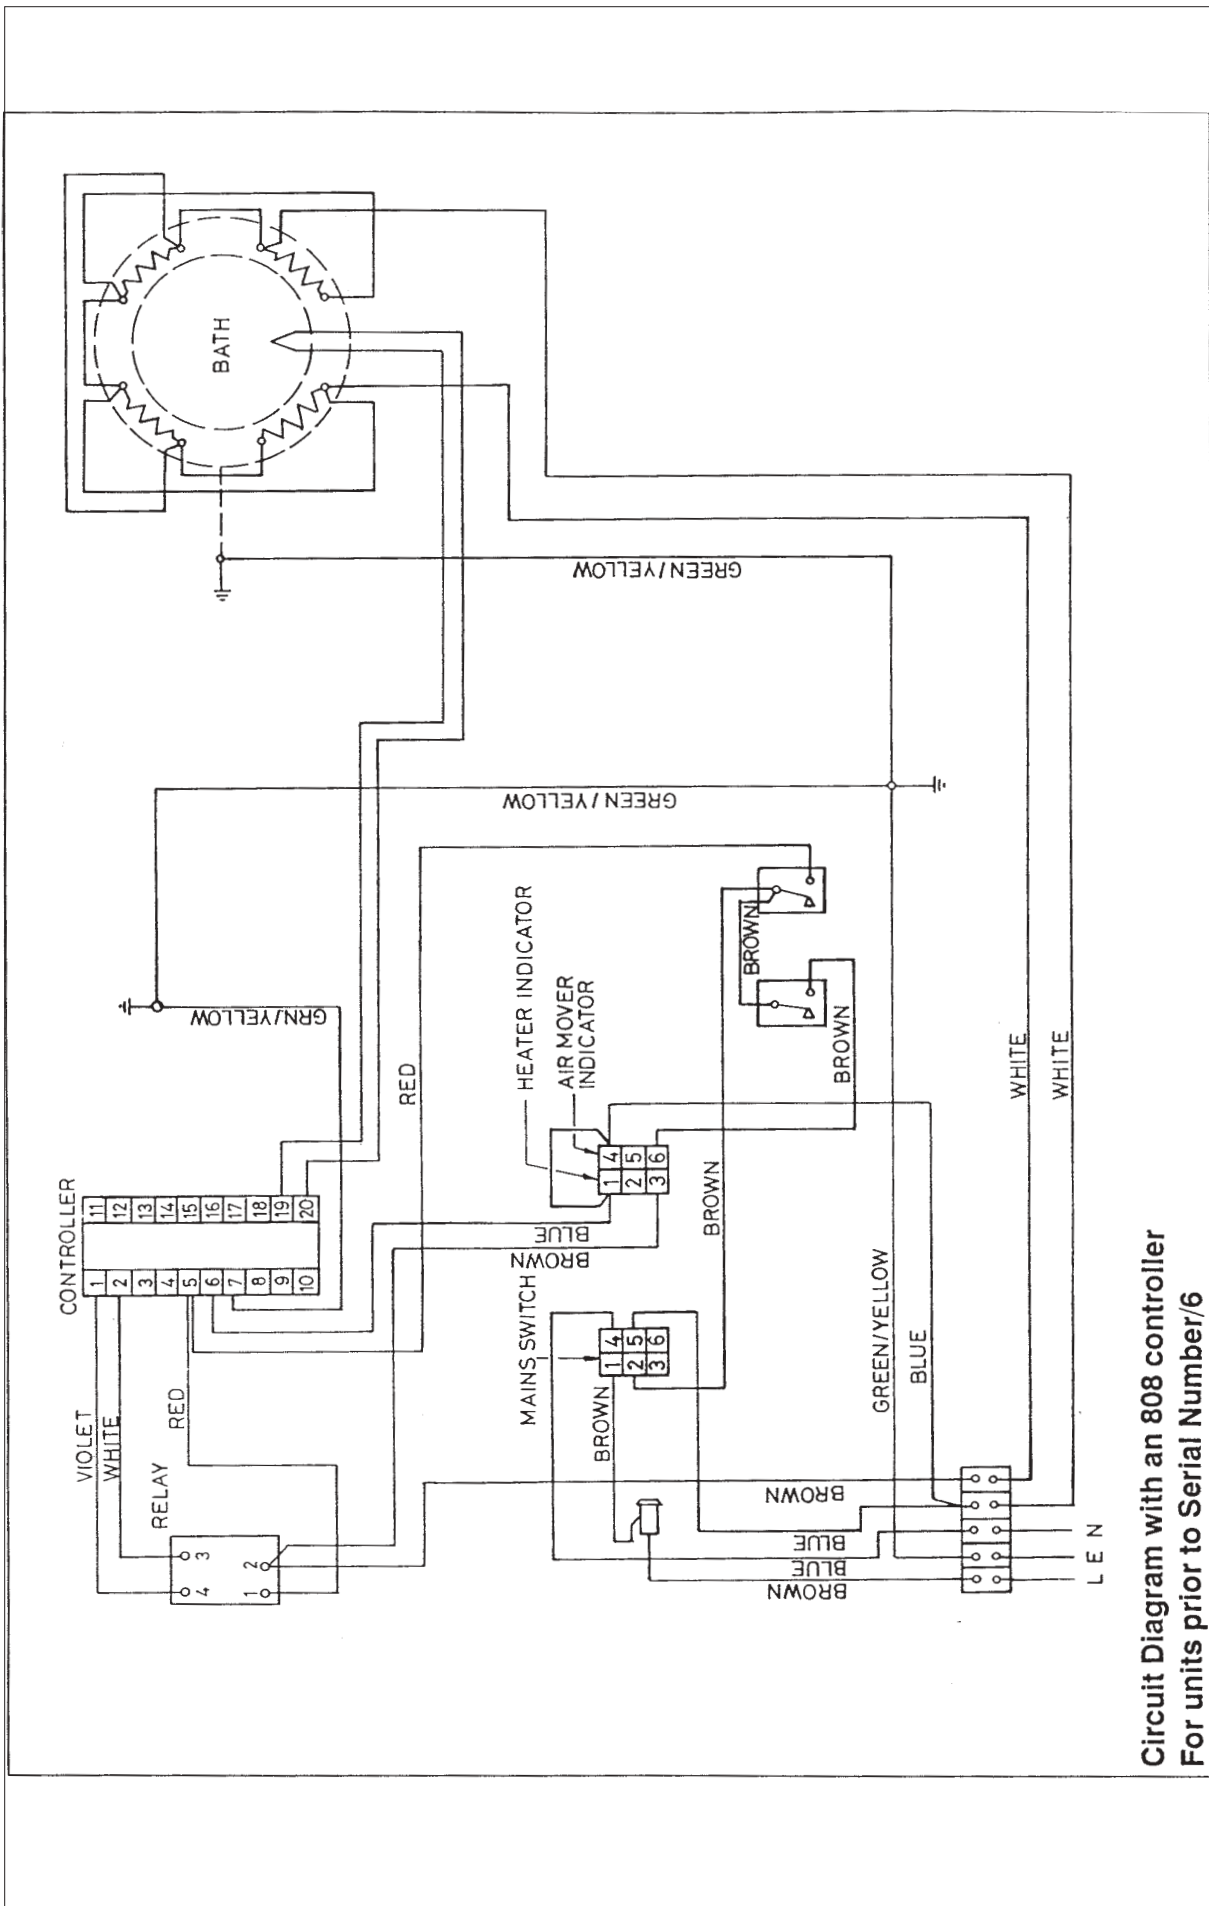 BATH
GREEN/YELLOW
GREEN/YELLOW
GRN/YELLOW
RED
HEATER INDICATOR
AIR MOVER
INDICATOR
BROWN
BROWN
WHITE
WHITE
CONTROLLER
11 12 13 14 15 16 17 18 19 20
1 2 3 4 5 6 7 8 9 10
4 5 6
1 2 3
BLUE
BROWN
BROWN
MAINS SWITCH
4 5 6
1 2 3
GREEN/YELLOW
BLUE
VIOLET
WHITE
RED
BROWN
RELAY
3
4
2
1
BROWN
BLUE
BLUE
BROWN
L E N
Circuit Diagram with an 808 controller
For units prior to Serial Number/6